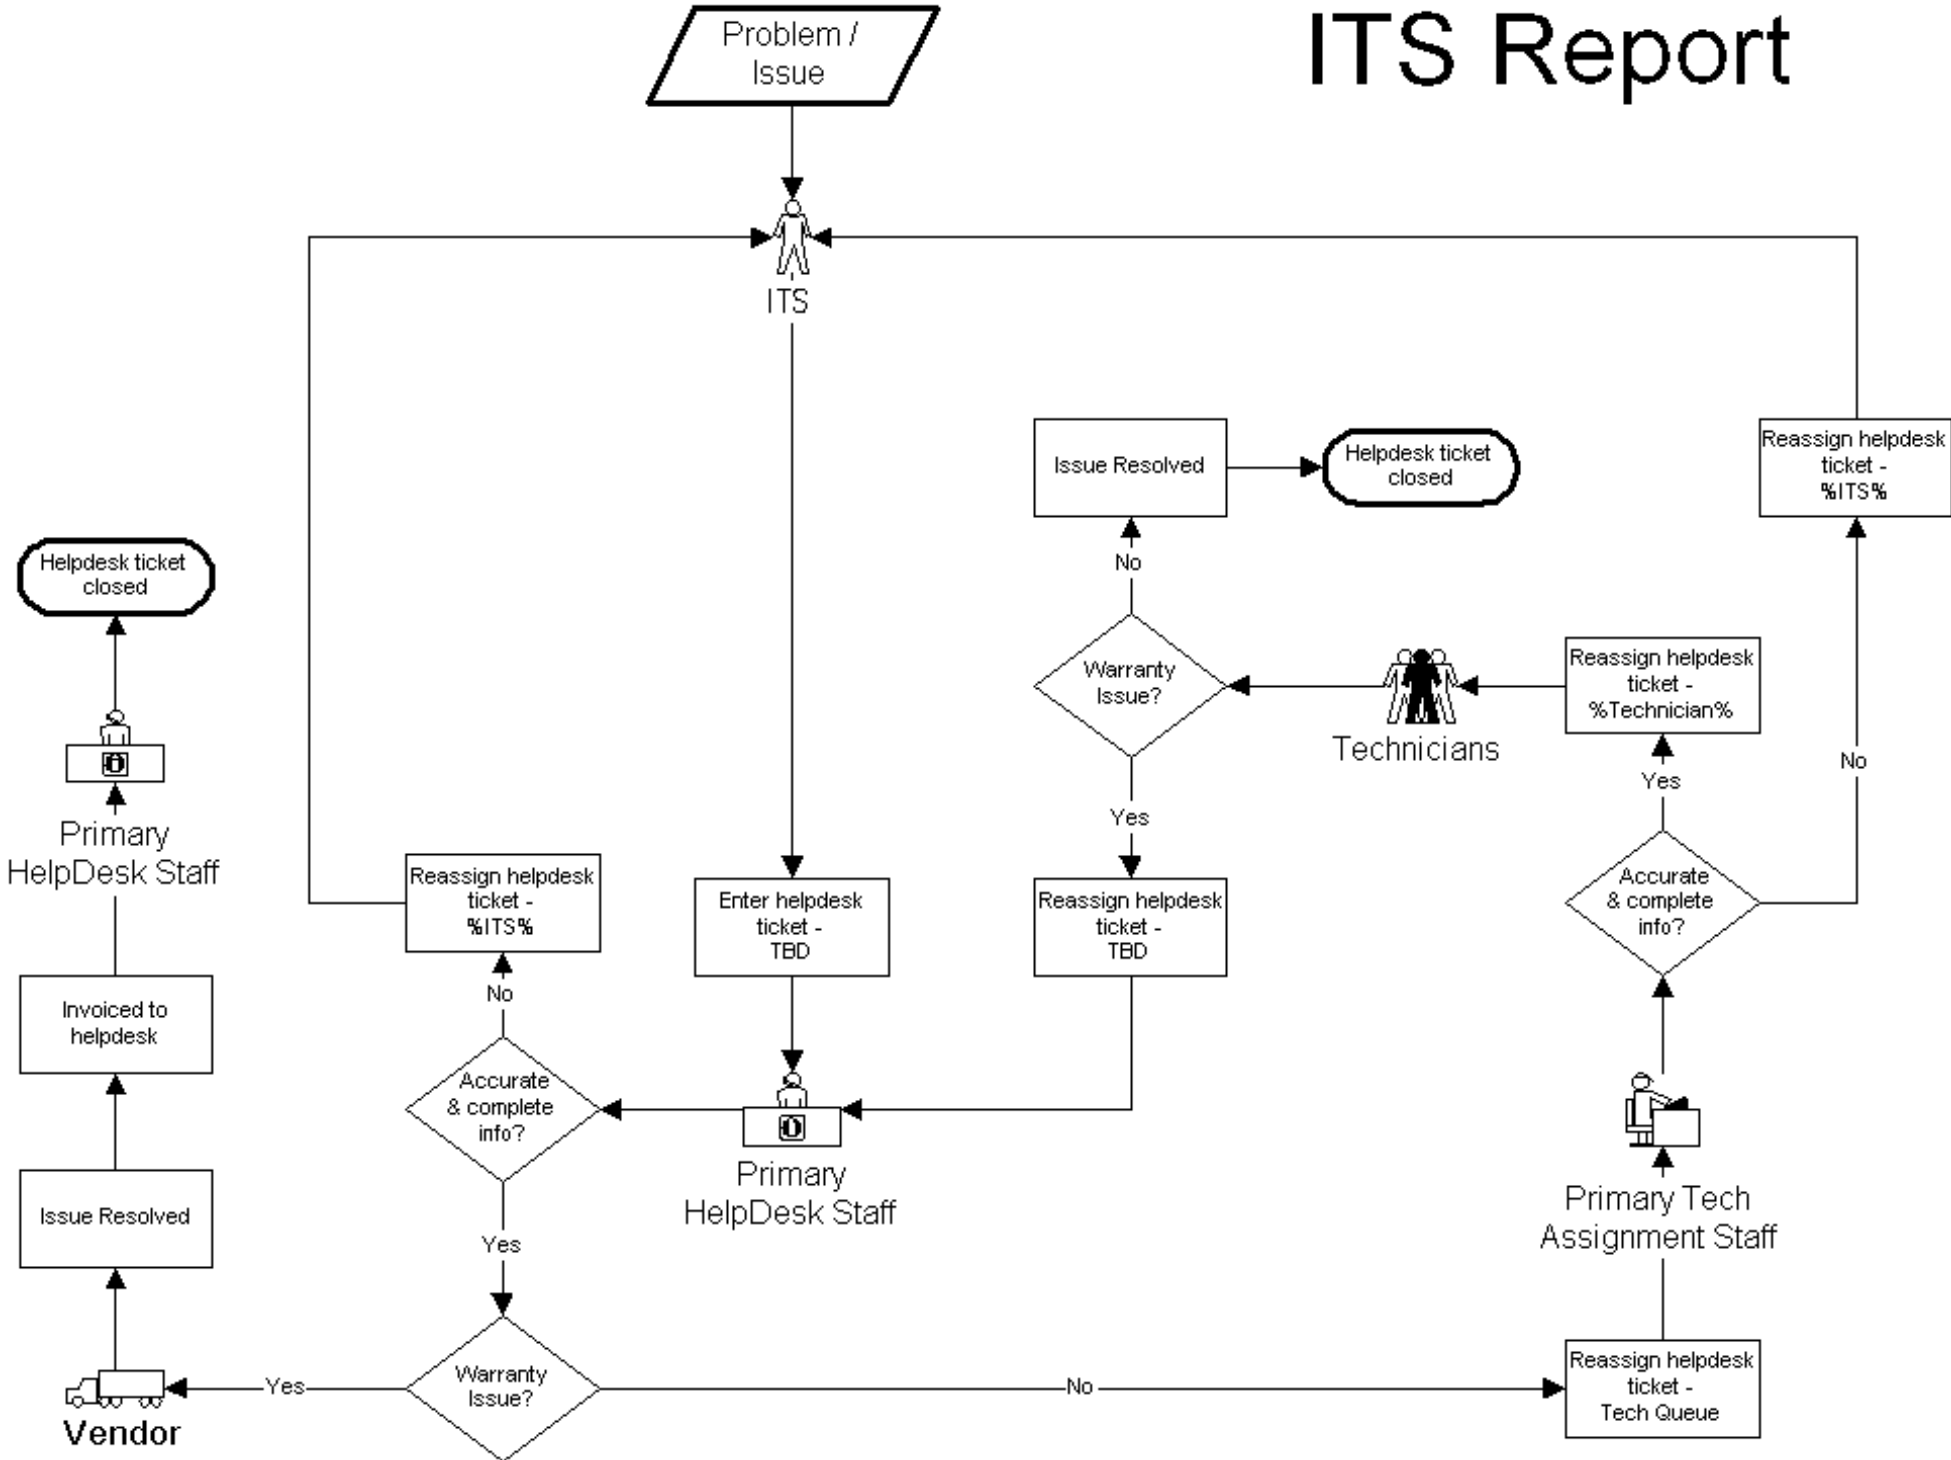 ITS Report
Problem /
Issue
ITS
Issue Resolved
Helpdesk ticket
closed
Reassign helpdesk
ticket -
%ITS%
No
Helpdesk ticket
closed
Warranty
Issue?
Technicians
Reassign helpdesk
ticket -
%Technician%
No
Yes
Yes
Primary
HelpDesk Staff
Reassign helpdesk
ticket -
%ITS%
Enter helpdesk
ticket -
TBD
Reassign helpdesk
ticket -
TBD
Accurate
& complete
info?
No
Invoiced to
helpdesk
Accurate
& complete
info?
Primary
HelpDesk Staff
Primary Tech
Assignment Staff
Issue Resolved
Yes
Vendor
Yes
Warranty
Issue?
No
Reassign helpdesk
ticket -
Tech Queue